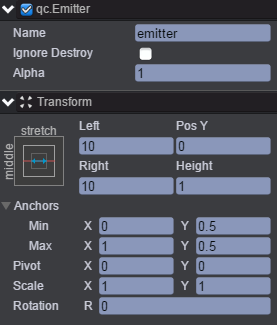 qc.Emitter
Name emitter
Ignore Destroy
Alpha 1
Transform
stretch
middle
Left Pos Y
10 0
Right Height
10 1
Anchors
Min X 0 Y 0.5
Max X 1 Y 0.5
Pivot X 0 Y 0
Scale X 1 Y 1
Rotation R 0